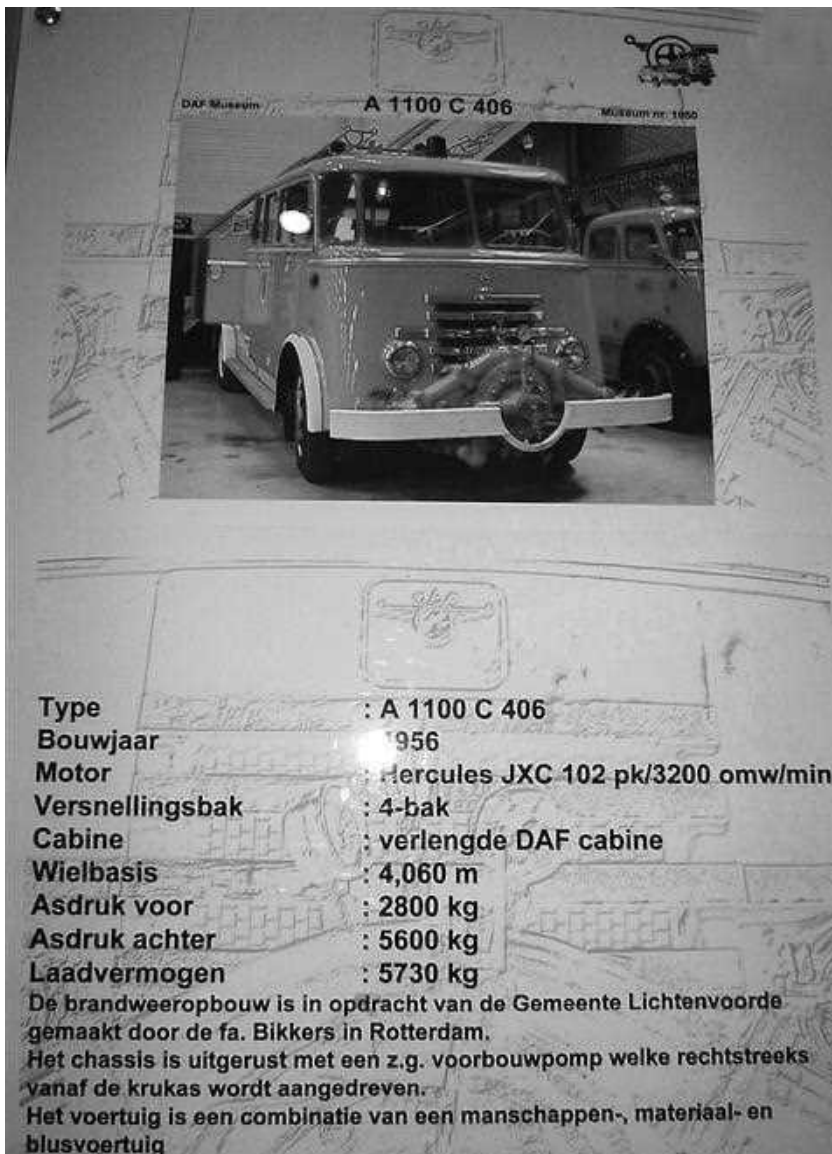 DAF Museum A 1100 C 406 Museum nr. 1950
Type : A 1100 C 406
Bouwjaar 1956
Motor : Hercules JXC 102 pk/3200 omw/min
Versnellingsbak : 4-bak
Cabine : verlengde DAF cabine
Wielbasis : 4,060 m
Asdruk voor : 2800 kg
Asdruk achter : 5600 kg
Laadvermogen : 5730 kg
De brandweeropbouw is in opdracht van de Gemeente Lichtenvoorde
gemaakt door de fa. Bikkers in Rotterdam.
Het chassis is uitgerust met een z.g. voorbouwpomp welke rechtstreeks
vanaf de krukas wordt aangedreven.
Het voertuig is een combinatie van een manschappen-, materiaal- en
blusvoertuig